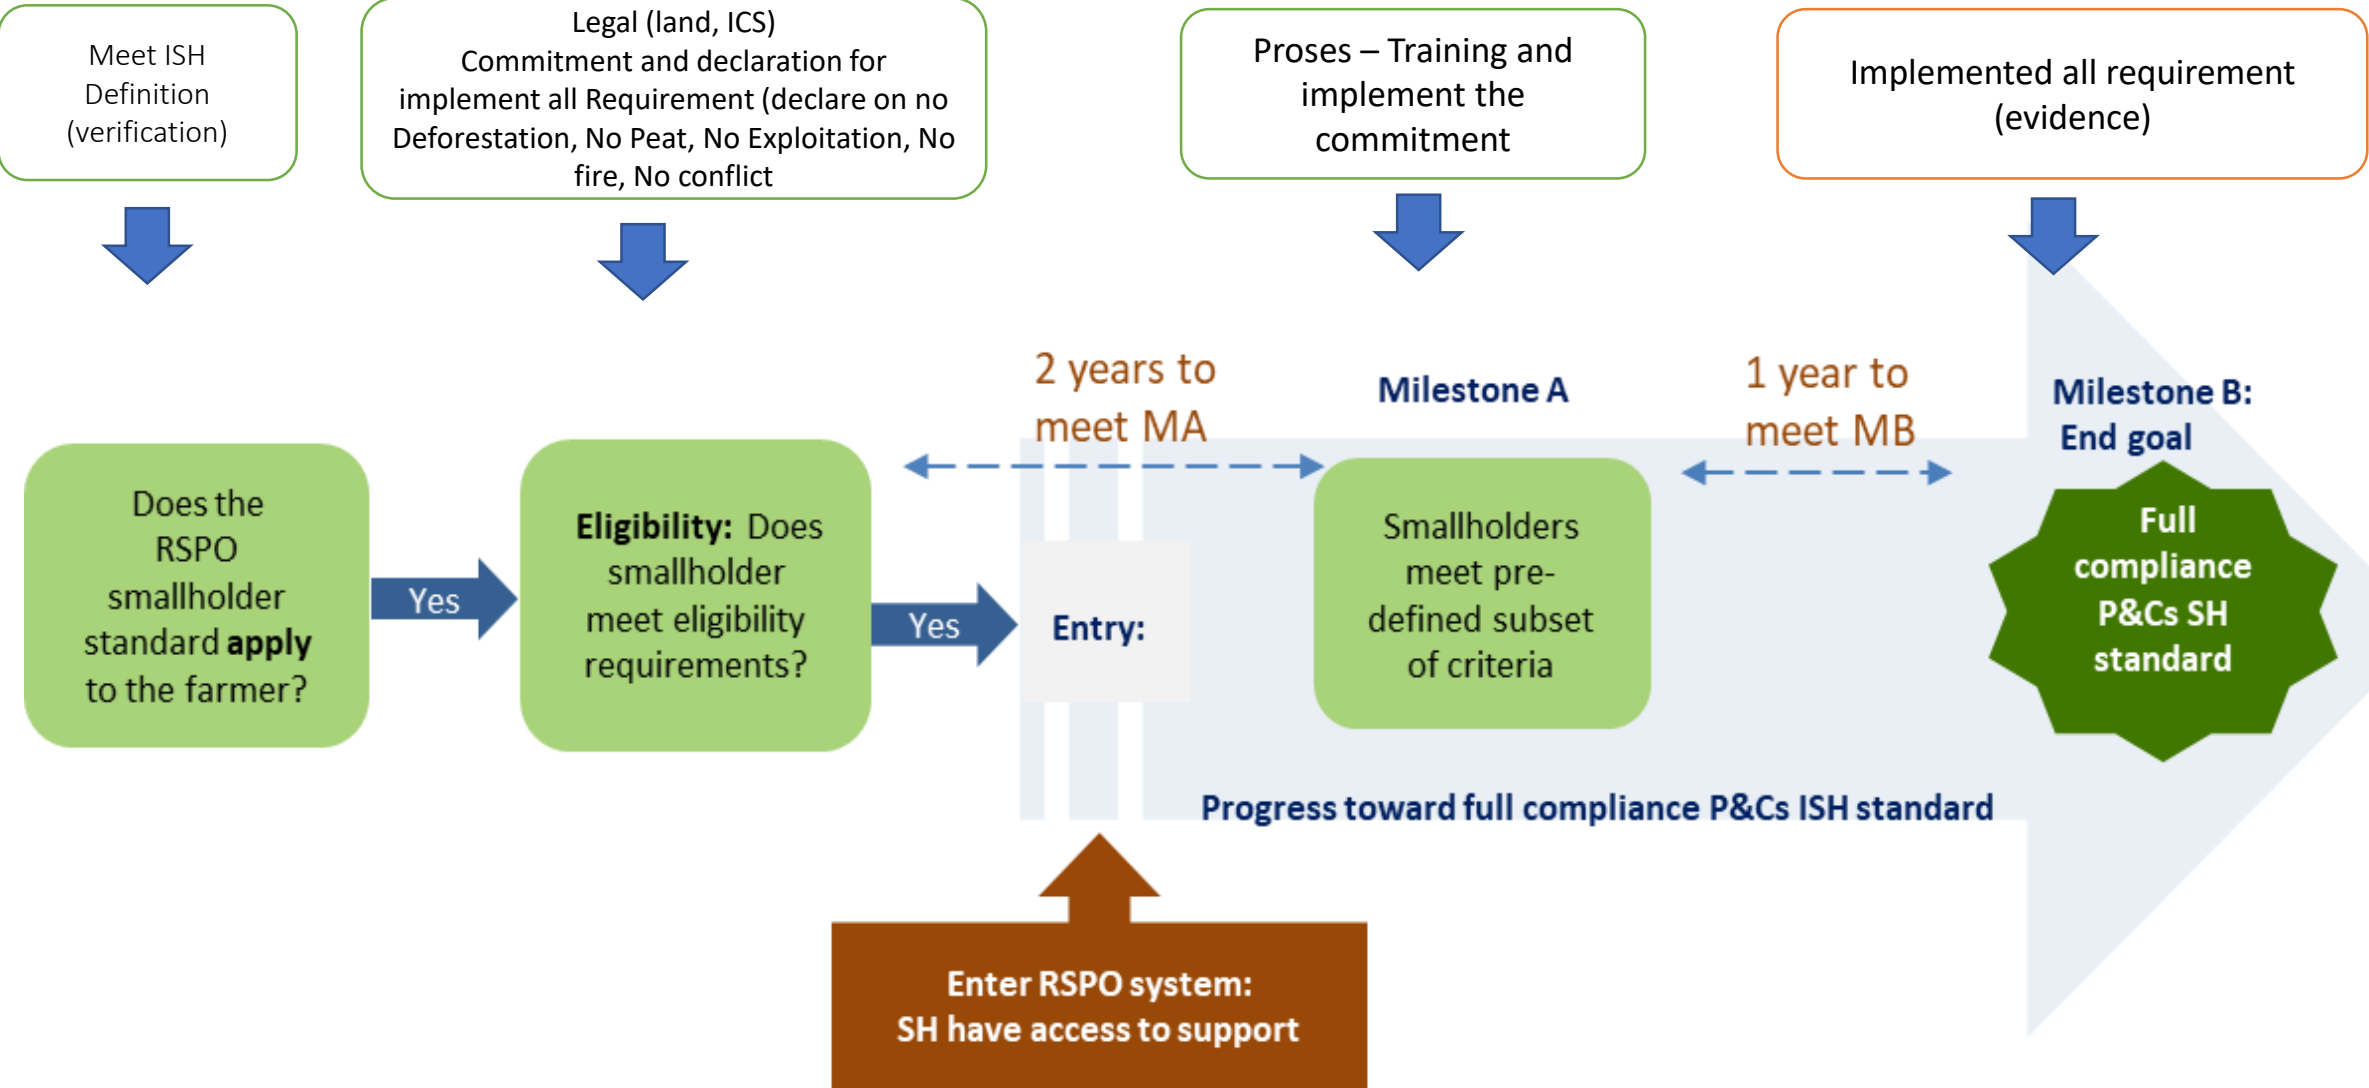 Meet ISH
Definition
(verification)
Legal (land, ICS)
Commitment and declaration for
implement all Requirement (declare on no
Deforestation, No Peat, No Exploitation, No
fire, No conflict
Proses – Training and
implement the
commitment
Implemented all requirement
(evidence)
2 years to
meet MA
Milestone A
1 year to
meet MB
Milestone B:
End goal
Does the
RSPO
smallholder
standard apply
to the farmer?
Yes
Eligibility: Does
smallholder
meet eligibility
requirements?
Yes
Entry:
Smallholders
meet pre-
defined subset
of criteria
Full
compliance
P&Cs SH
standard
Progress toward full compliance P&Cs ISH standard
Enter RSPO system:
SH have access to support